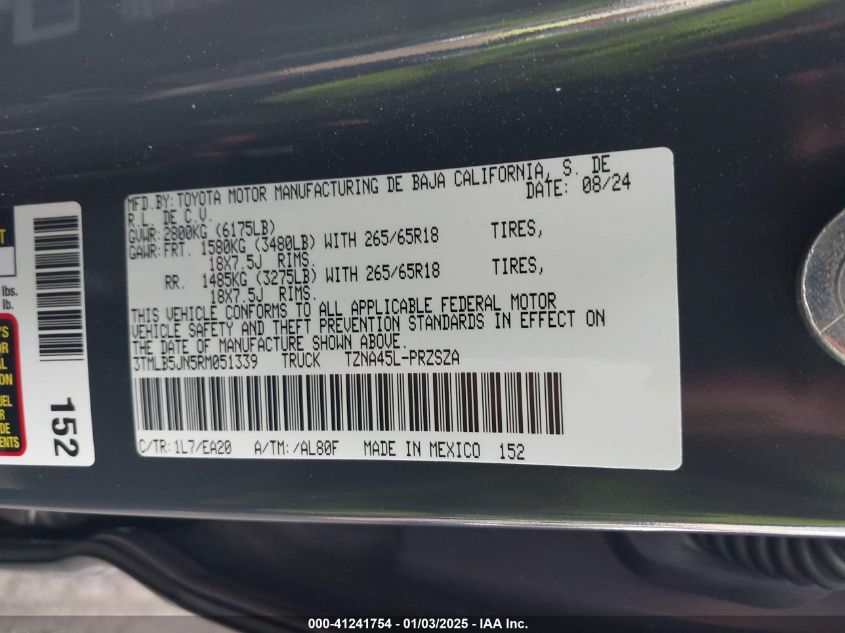 MFD.BY:TOYOTA MOTOR MANUFACTURING DE BAJA CALIFORNIA, S. DE
R.L. DE C.V. DATE: 08/24
GVWR:2800KG (6175LB)
GAWR:FRT. 1580KG (3480LB) WITH 265/65R18 TIRES,
18X7.5J RIMS.
RR. 1485KG (3275LB) WITH 265/65R18 TIRES,
18X7.5J RIMS.
THIS VEHICLE CONFORMS TO ALL APPLICABLE FEDERAL MOTOR
VEHICLE SAFETY AND THEFT PREVENTION STANDARDS IN EFFECT ON
THE DATE OF MANUFACTURE SHOWN ABOVE.
3TMLB5JN5RM051339 TRUCK TZNA45L-PRZSZA
C/TR:1L7/EA20 A/TM:/AL80F MADE IN MEXICO 152
lbs.
lb.
152
000-41241754 - 01/03/2025 - IAA Inc.